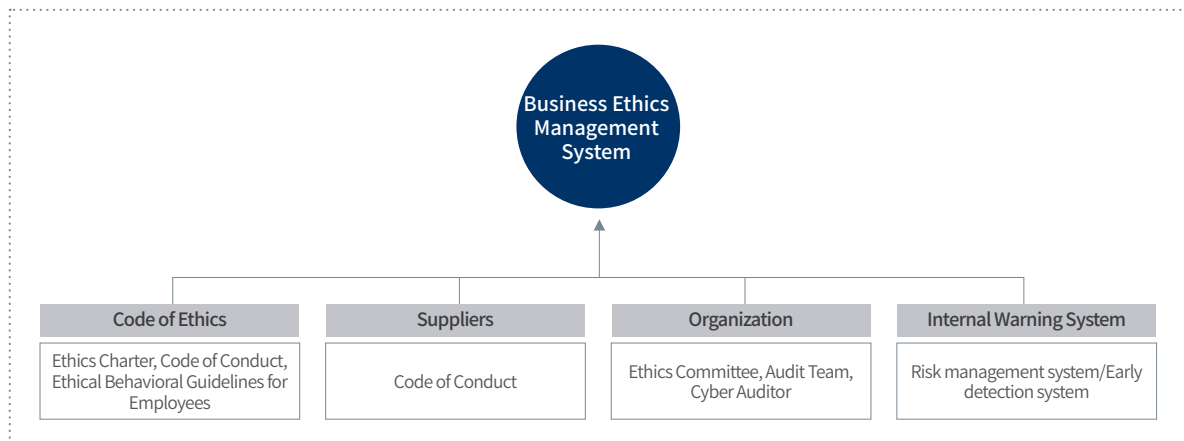 Business Ethics
Management
System
Code of Ethics
Ethics Charter, Code of Conduct,
Ethical Behavioral Guidelines for
Employees
Suppliers
Code of Conduct
Organization
Ethics Committee, Audit Team,
Cyber Auditor
Internal Warning System
Risk management system/Early
detection system